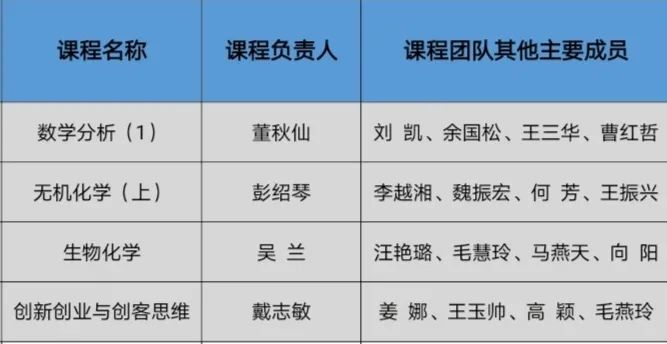 课程名称 课程负责人 课程团队其他主要成员
数学分析（1） 董秋仙 刘 凯、余国松、王三华、曹红哲
无机化学（上） 彭绍琴 李越湘、魏振宏、何 芳、王振兴
生物化学 吴 兰 汪艳璐、毛慧玲、马燕天、向 阳
创新创业与创客思维 戴志敏 姜 娜、王玉帅、高 颖、毛燕玲